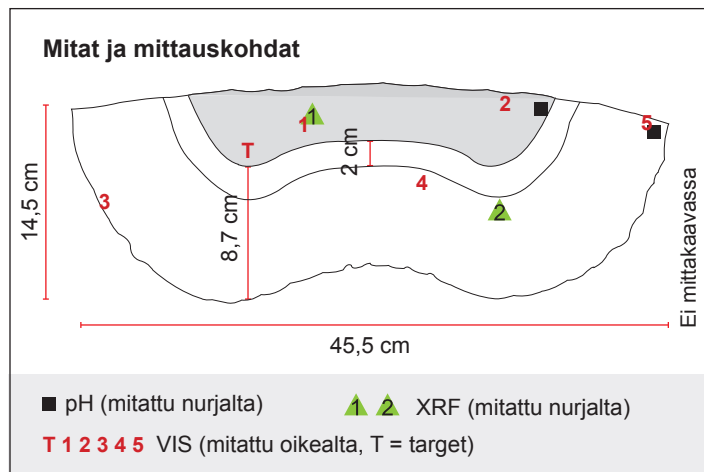 Mitat ja mittauskohdat
1
1
2
T
5
2 cm
3
4
2
14,5 cm
8,7 cm
Ei mittakaavassa
45,5 cm
pH (mitattu nurjalta)
1 2 XRF (mitattu nurjalta)
T 1 2 3 4 5 VIS (mitattu oikealta, T = target)